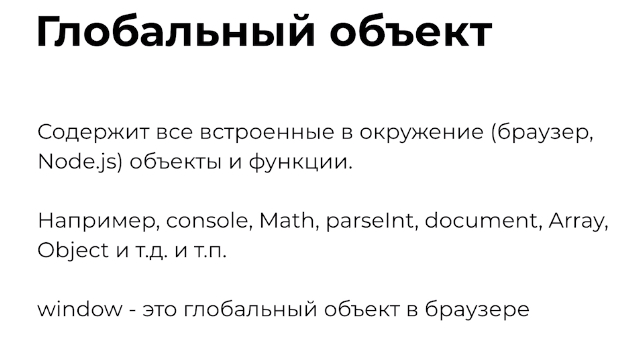 Глобальный объект
Содержит все встроенные в окружение (браузер,
Node.js) объекты и функции.
Например, console, Math, parseInt, document, Array,
Object и т.д. и т.п.
window - это глобальный объект в браузере